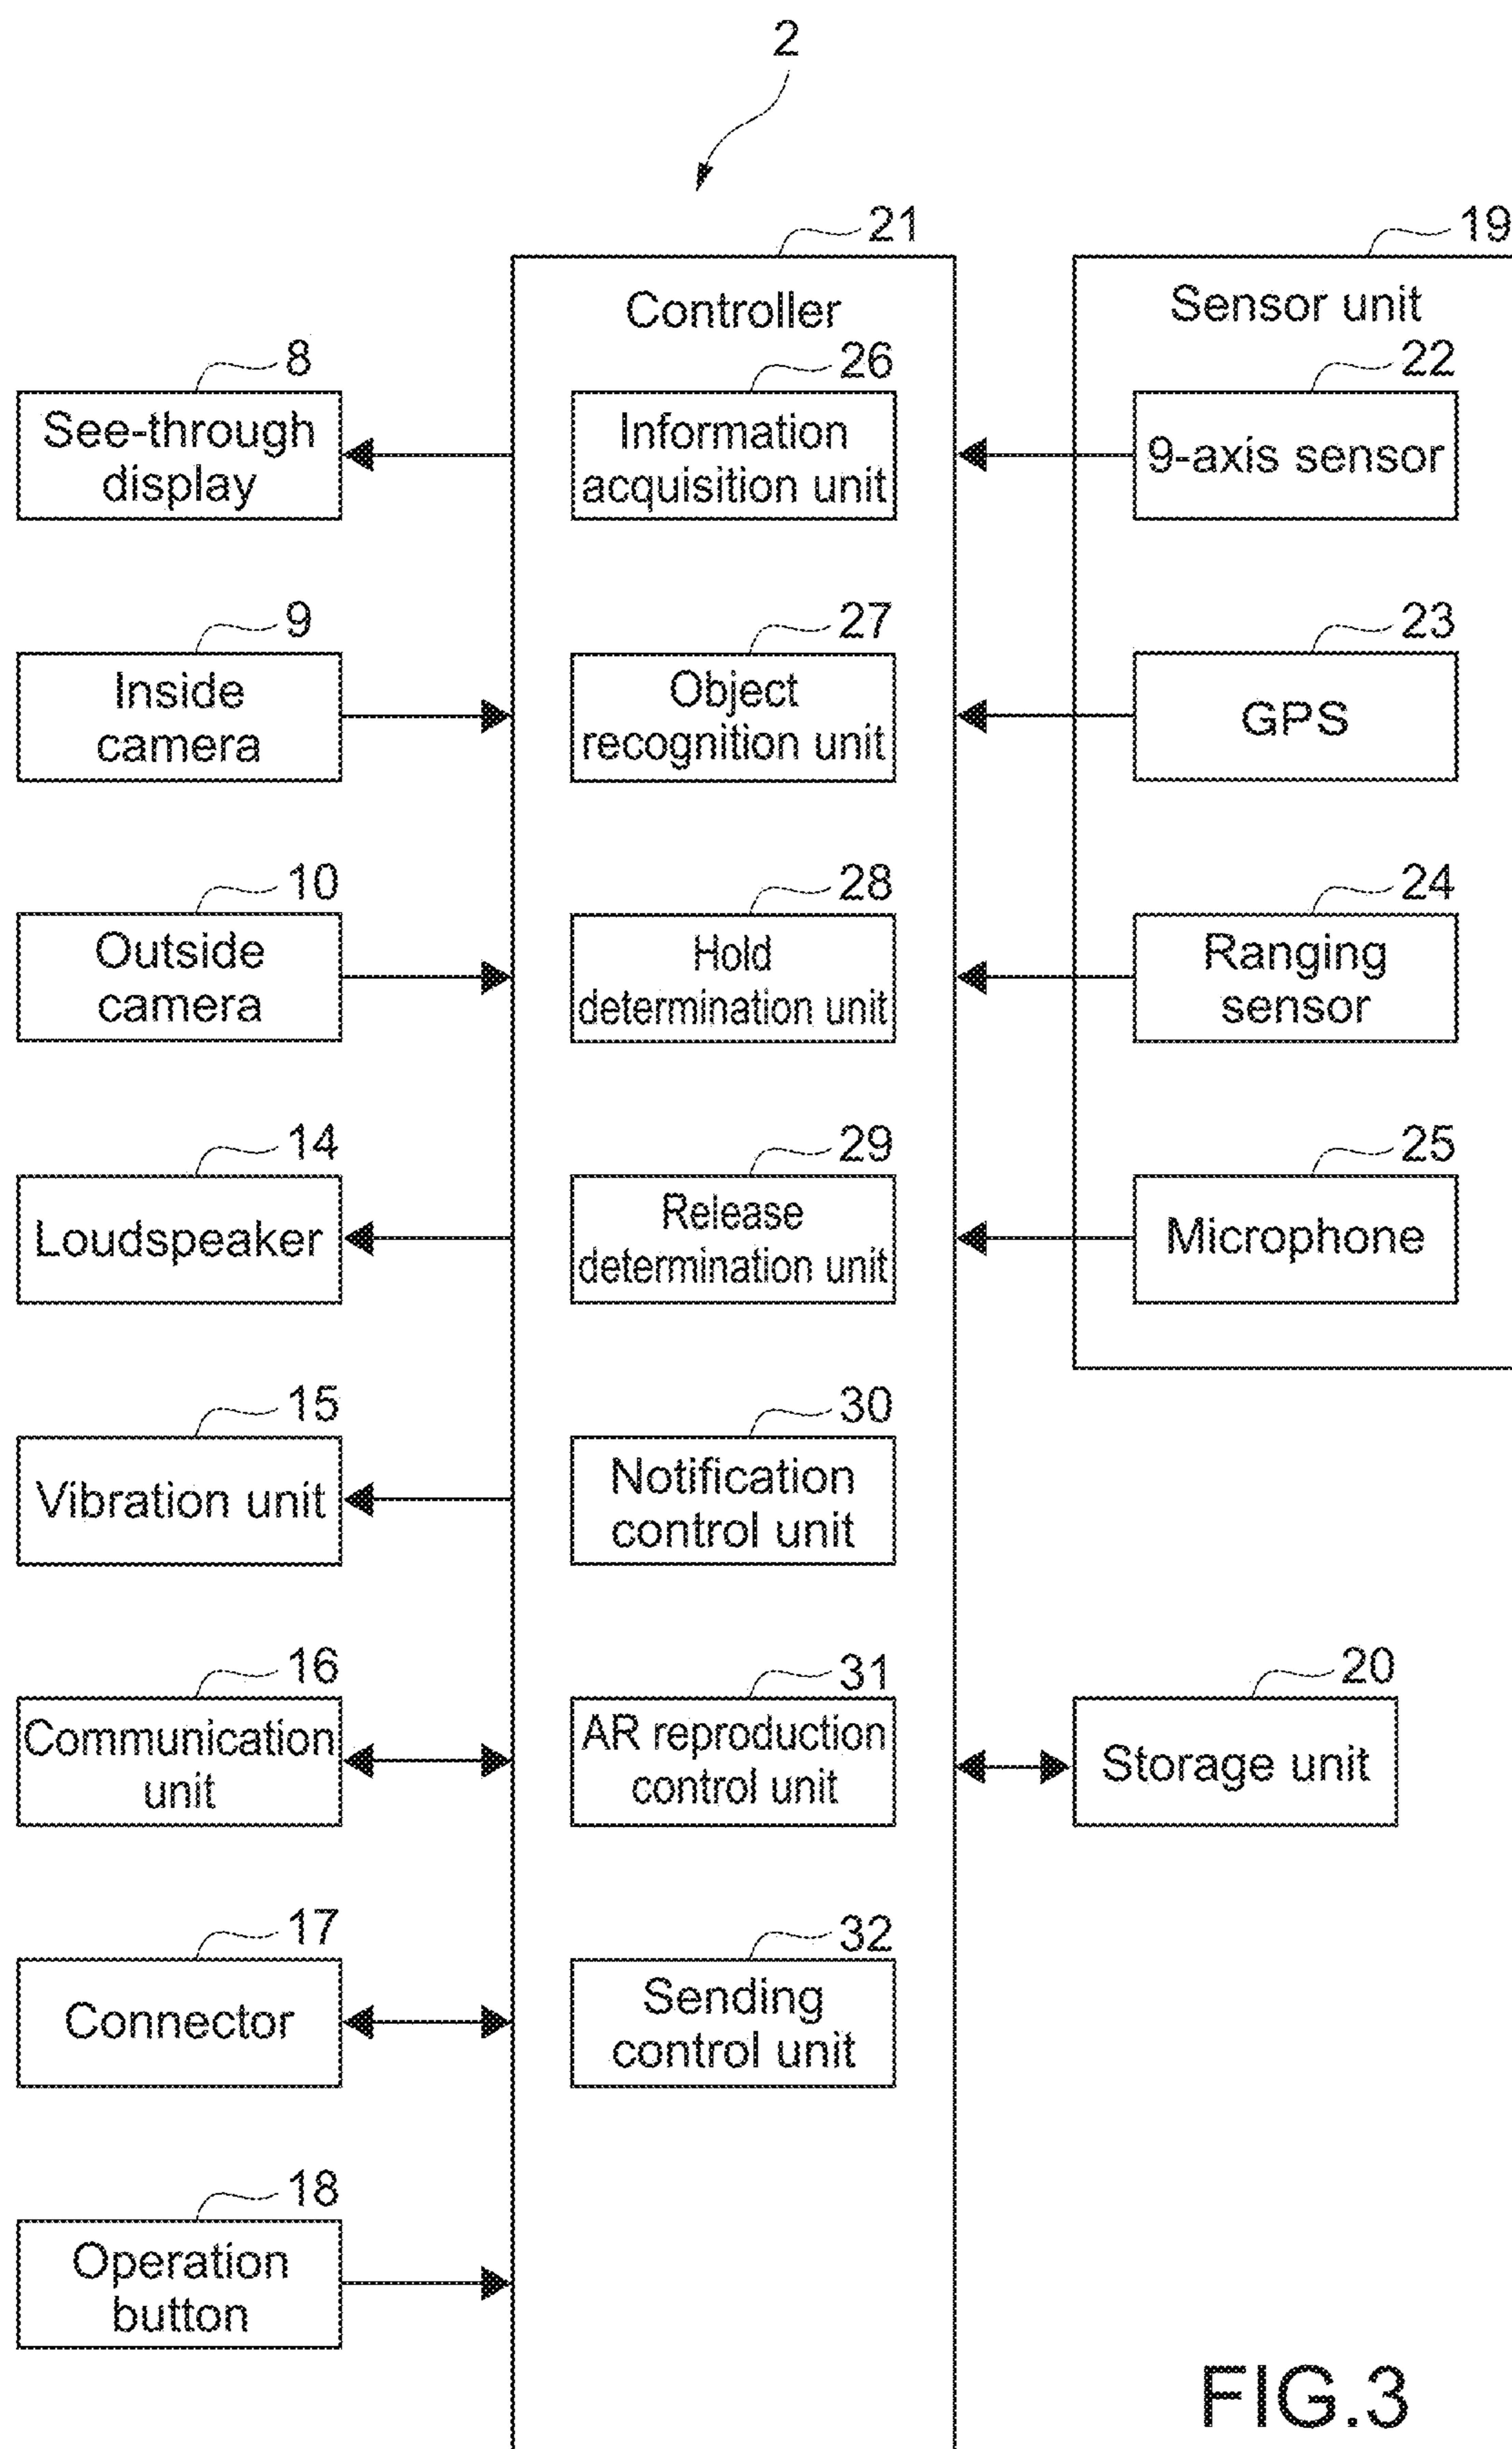 2
21
Controller
19
Sensor unit
8
See-through
display
26
Information
acquisition unit
22
9-axis sensor
9
Inside
camera
27
Object
recognition unit
23
GPS
10
Outside
camera
28
Hold
determination unit
24
Ranging
sensor
14
Loudspeaker
29
Release
determination unit
25
Microphone
15
Vibration unit
30
Notification
control unit
16
Communication
unit
31
AR reproduction
control unit
20
Storage unit
17
Connector
32
Sending
control unit
18
Operation
button
FIG.3